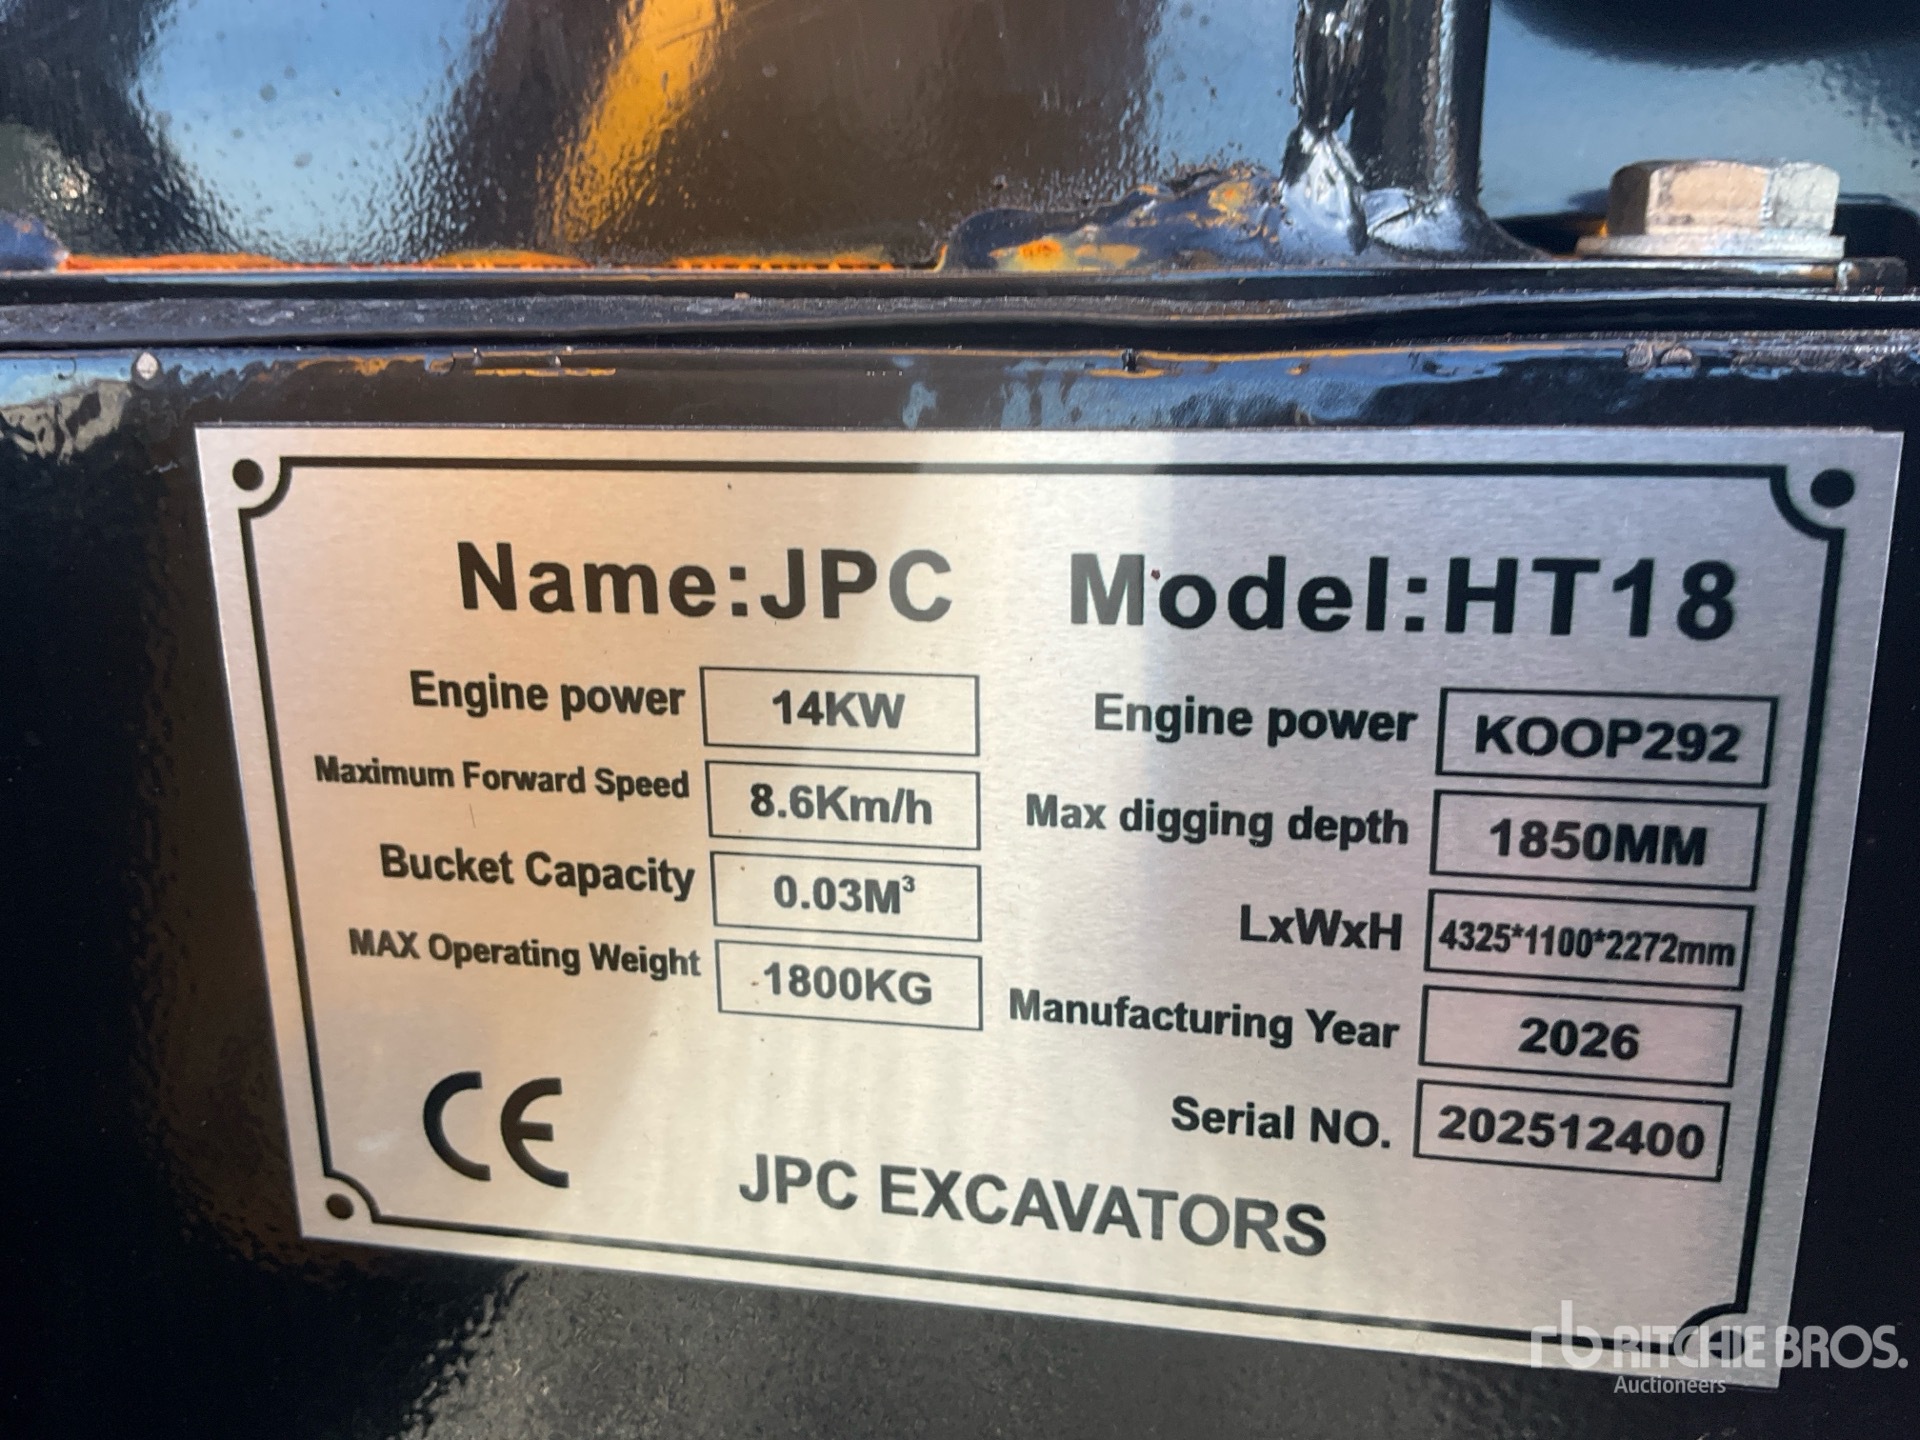 Name:JPC Model:HT18
Engine power 14KW
Engine power KOOP292
Maximum Forward Speed 8.6Km/h
Max digging depth 1850MM
Bucket Capacity 0.03M³
LxWxH 4325*1100*2272mm
MAX Operating Weight 1800KG
Manufacturing Year 2026
Serial NO. 202512400
CE
JPC EXCAVATORS
rb RITCHIE BROS.
Auctioneers